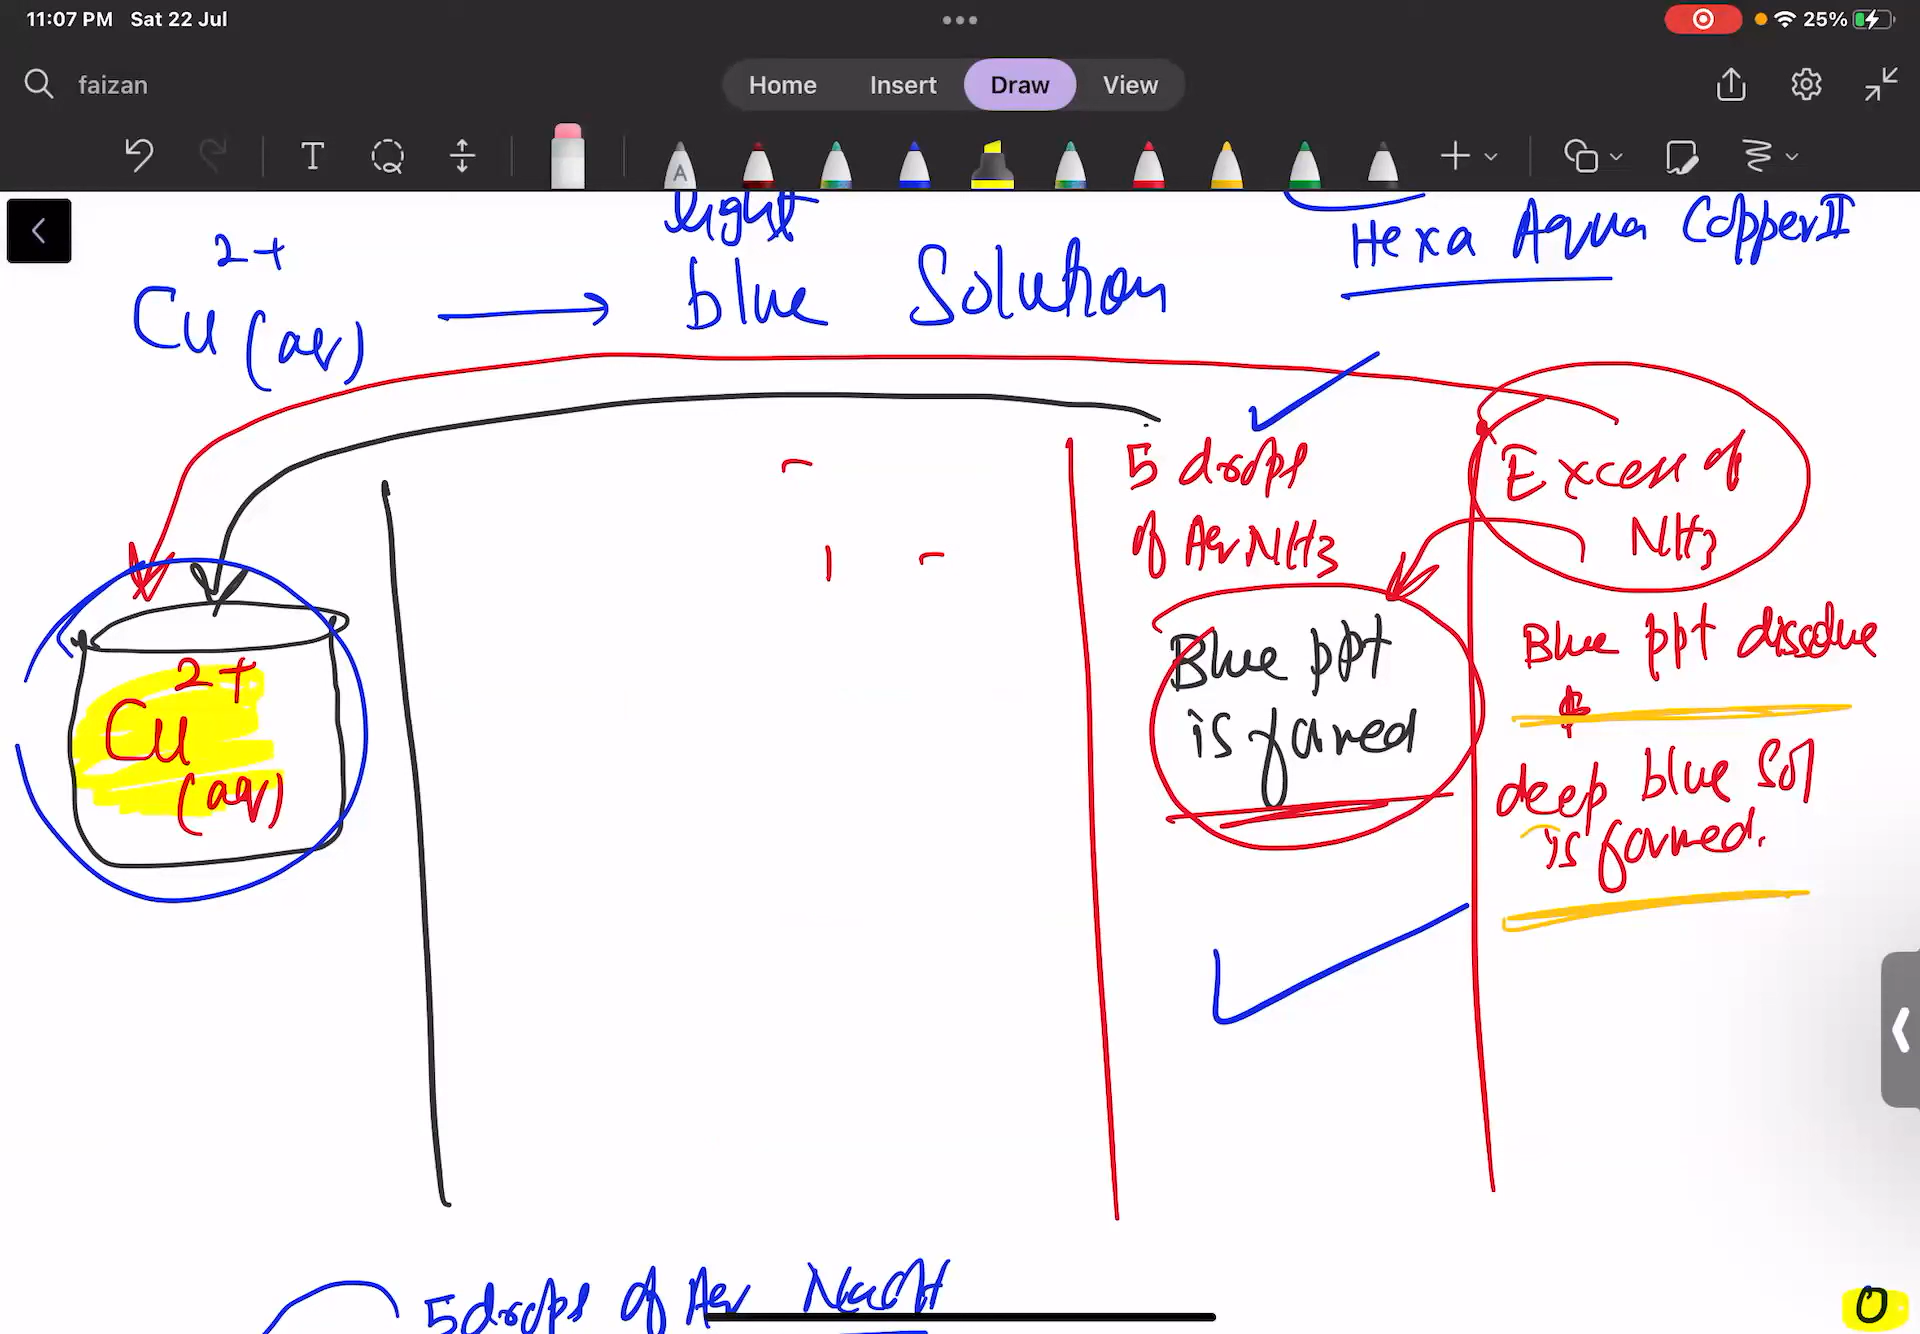 11:07 PM Sat 22 Jul
25%
faizan
Home Insert Draw View
A
light
Cu 2+ (aq) → blue Solution
Hexa Aqua Copper II
5 drops
of Aq NH3
Excess of
NH3
Cu 2+
(aq)
Blue ppt
is formed
Blue ppt dissolve
&
deep blue Sol
is formed.
5 drops of Aq NaOH
0